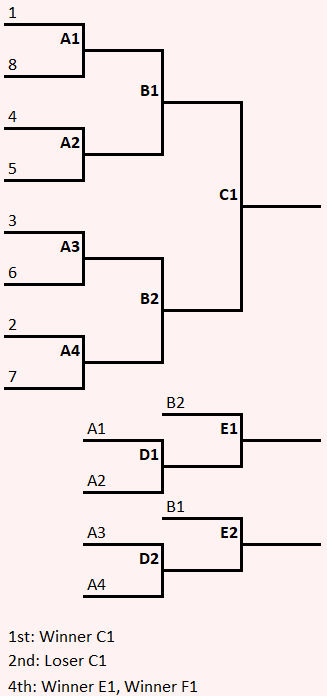 1
A1
8
B1
4
A2
5
C1
3
A3
6
B2
2
A4
7
B2
A1
E1
D1
A2
B1
A3
E2
D2
A4
1st: Winner C1
2nd: Loser C1
4th: Winner E1, Winner F1